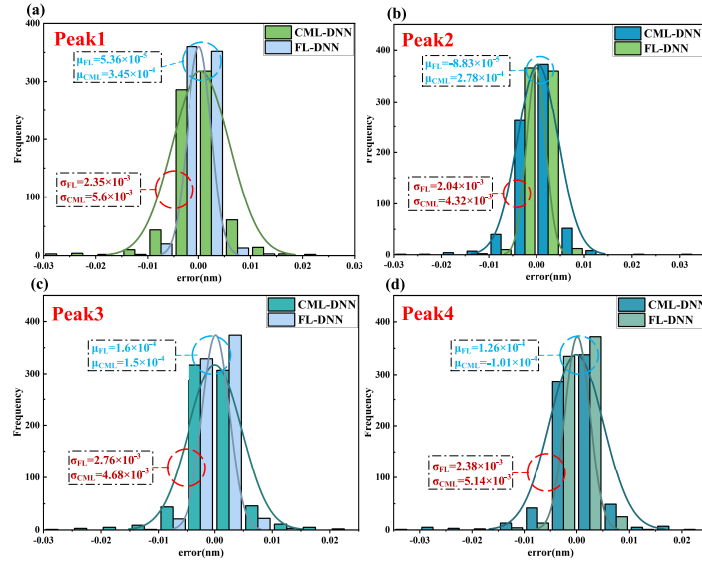 (a)
Peak1
CML-DNN
FL-DNN
μFL=5.36×10⁻⁵
μCML=3.45×10⁻⁴
σFL=2.35×10⁻³
σCML=5.6×10⁻³
Frequency
400
300
200
100
0
-0.03 -0.02 -0.01 0.00 0.01 0.02 0.03
error(nm)
(b)
Peak2
CML-DNN
FL-DNN
μFL=-8.83×10⁻⁵
μCML=2.78×10⁻⁴
σFL=2.04×10⁻³
σCML=4.32×10⁻³
Frequency
400
300
200
100
0
-0.03 -0.02 -0.01 0.00 0.01 0.02 0.03
error(nm)
(c)
Peak3
CML-DNN
FL-DNN
μFL=1.6×10⁻⁴
μCML=1.5×10⁻⁴
σFL=2.76×10⁻³
σCML=4.68×10⁻³
Frequency
400
300
200
100
0
-0.03 -0.02 -0.01 0.00 0.01 0.02
error(nm)
(d)
Peak4
CML-DNN
FL-DNN
μFL=1.26×10⁻⁴
μCML=-1.01×10⁻⁴
σFL=2.38×10⁻³
σCML=5.14×10⁻³
Frequency
400
300
200
100
0
-0.03 -0.02 -0.01 0.00 0.01 0.02
error(nm)